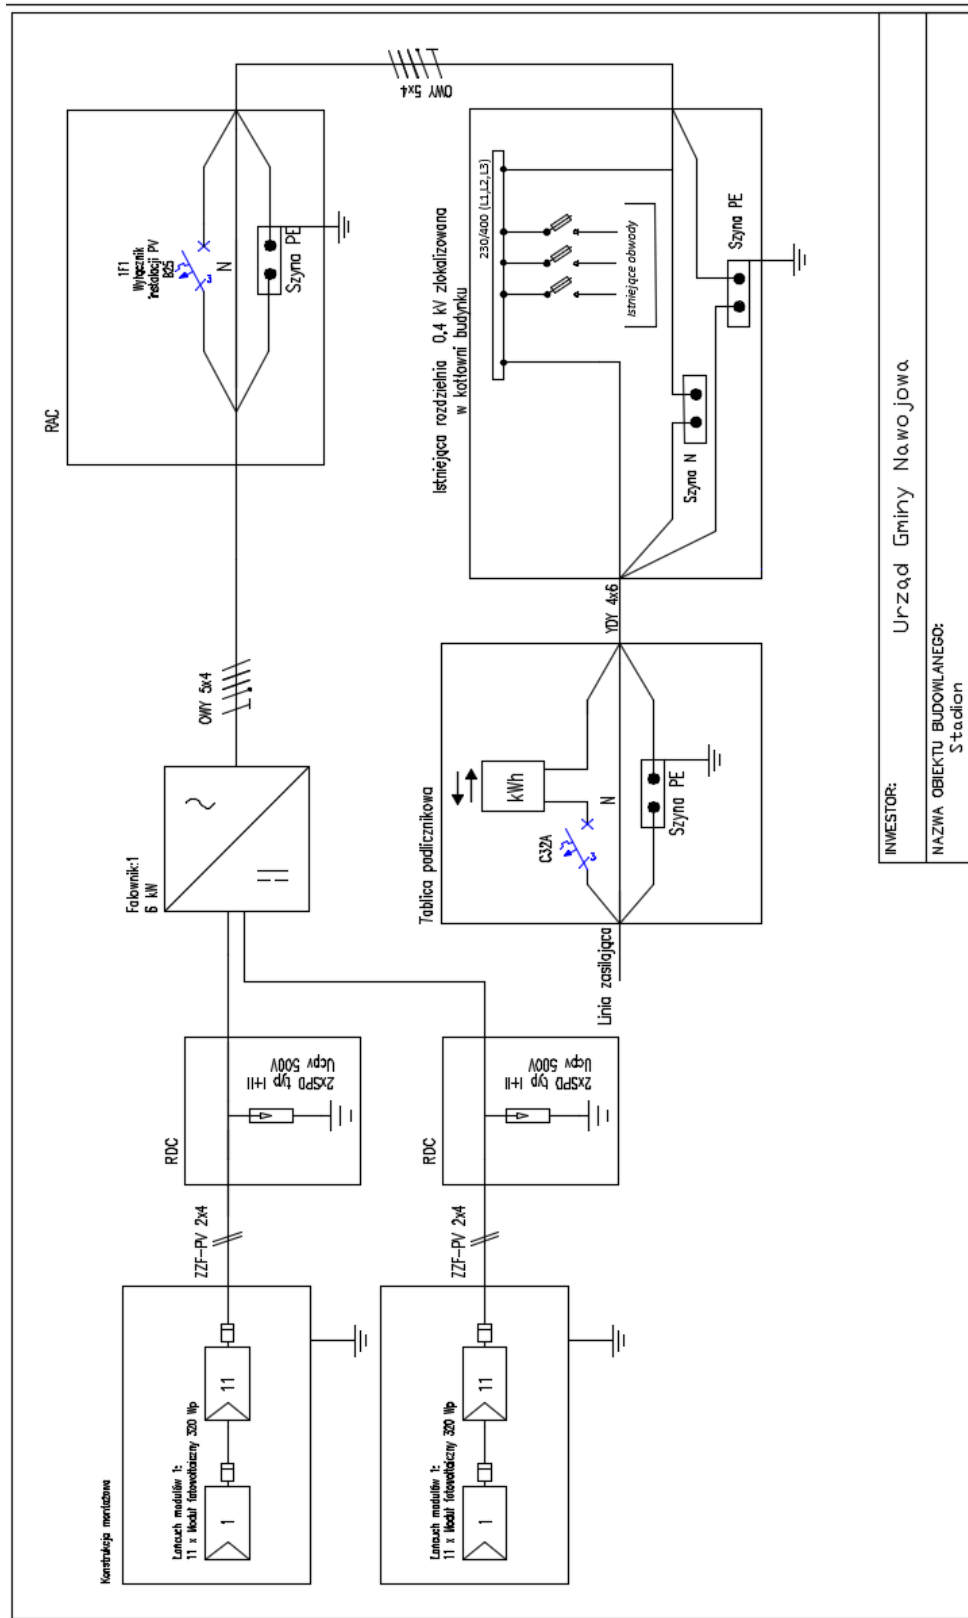 Konstrukcja montażowa
Łańcuch modułów 1:
11 x Moduł fotowoltaiczny 320 Wp
1
11
ZZF-PV 2x4
RDC
2xSPD typ I+II
Ucpv 500V
Łańcuch modułów 1:
11 x Moduł fotowoltaiczny 320 Wp
1
11
ZZF-PV 2x4
RDC
2xSPD typ I+II
Ucpv 500V
Falownik:1
6 kW
OWY 5x4
RAC
1F1
Wyłącznik
instalacji PV
B25
3
N
Szyna PE
OWY 5x4
Istniejąca rozdzielnia 0,4 kV zlokalizowana
w kotłowni budynku
230/400 (L1,L2,L3)
Istniejące obwody
Szyna N
Szyna PE
YDY 4x6
Tablica podlicznikowa
kWh
C32A
3
N
Szyna PE
Linia zasilająca
INWESTOR:
Urząd Gminy Nawojowa
NAZWA OBIEKTU BUDOWLANEGO:
Stadion